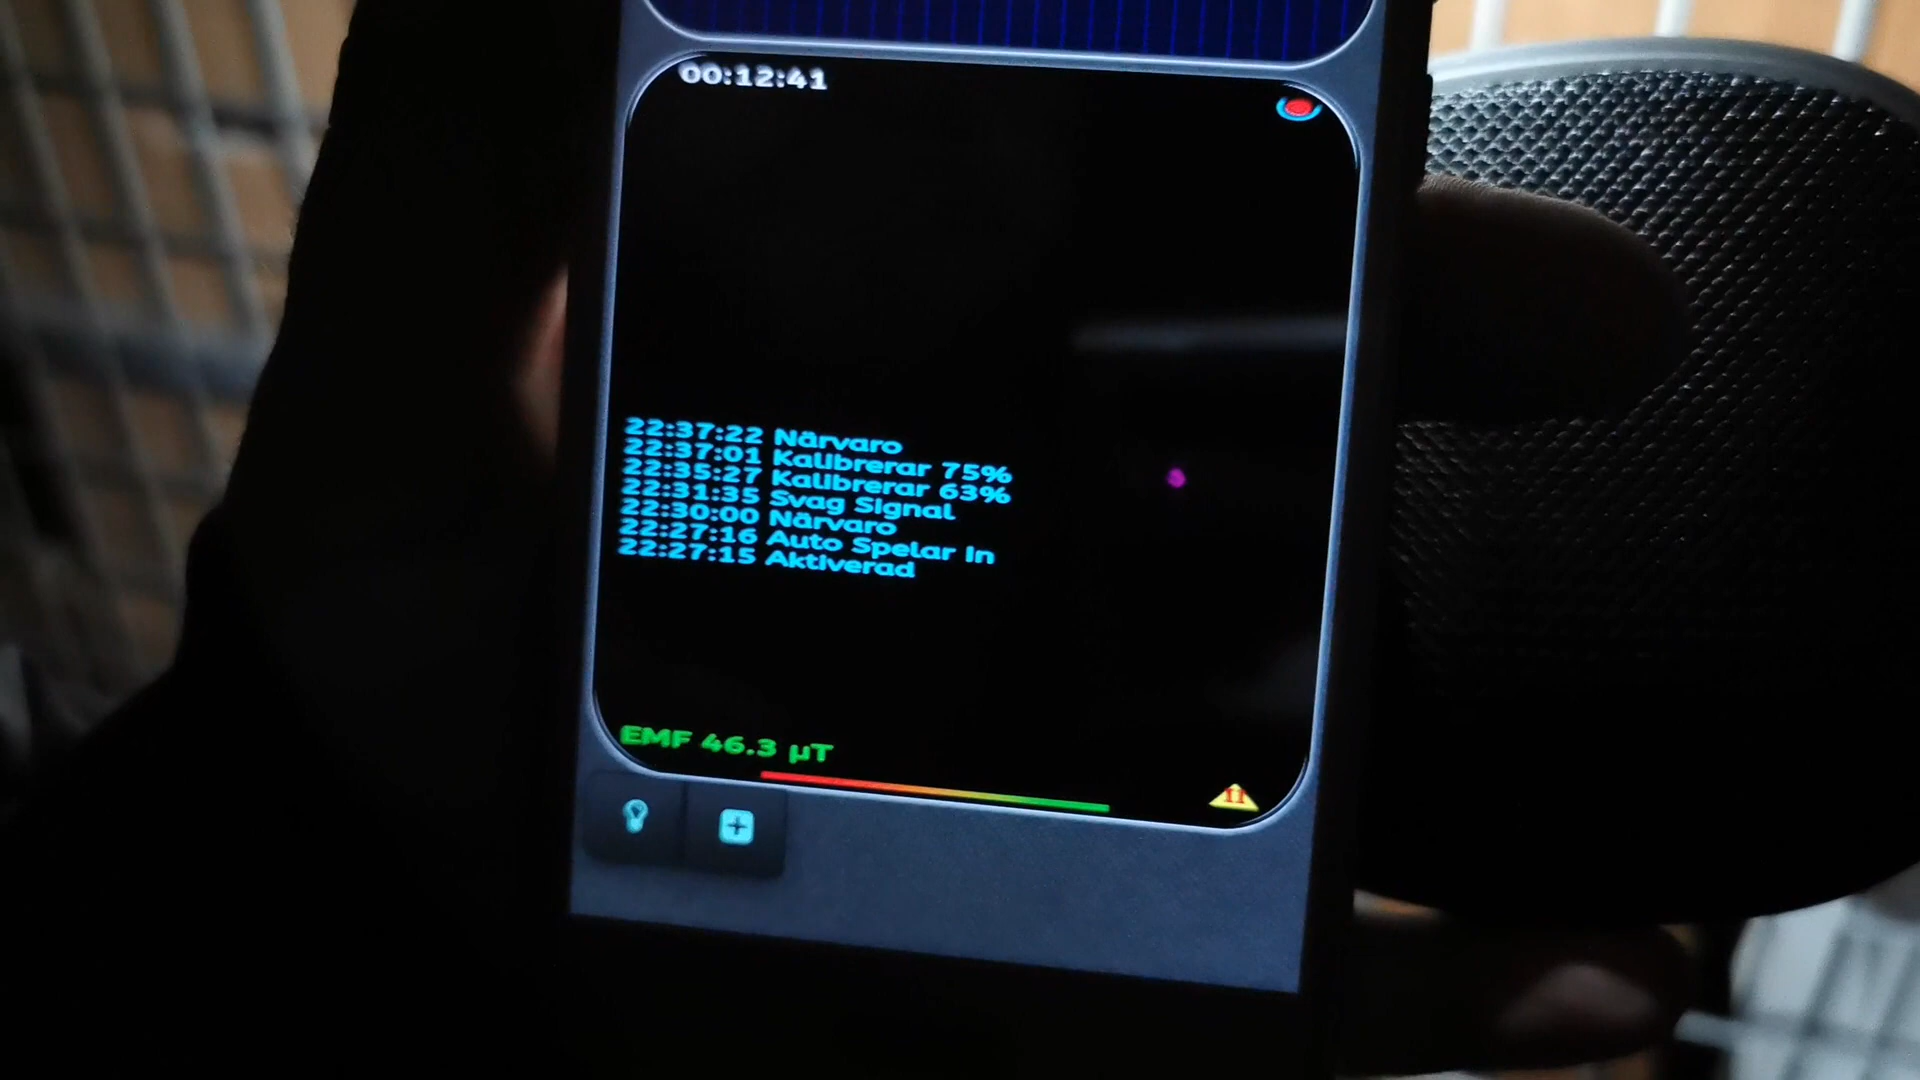 00:12:41
22:37:22 Närvaro
22:37:01 Kalibrerar 75%
22:35:27 Kalibrerar 63%
22:31:35 Svag Signal
22:30:00 Närvaro
22:27:16 Auto Spelar In
22:27:15 Aktiverad
EMF 46.3 µT